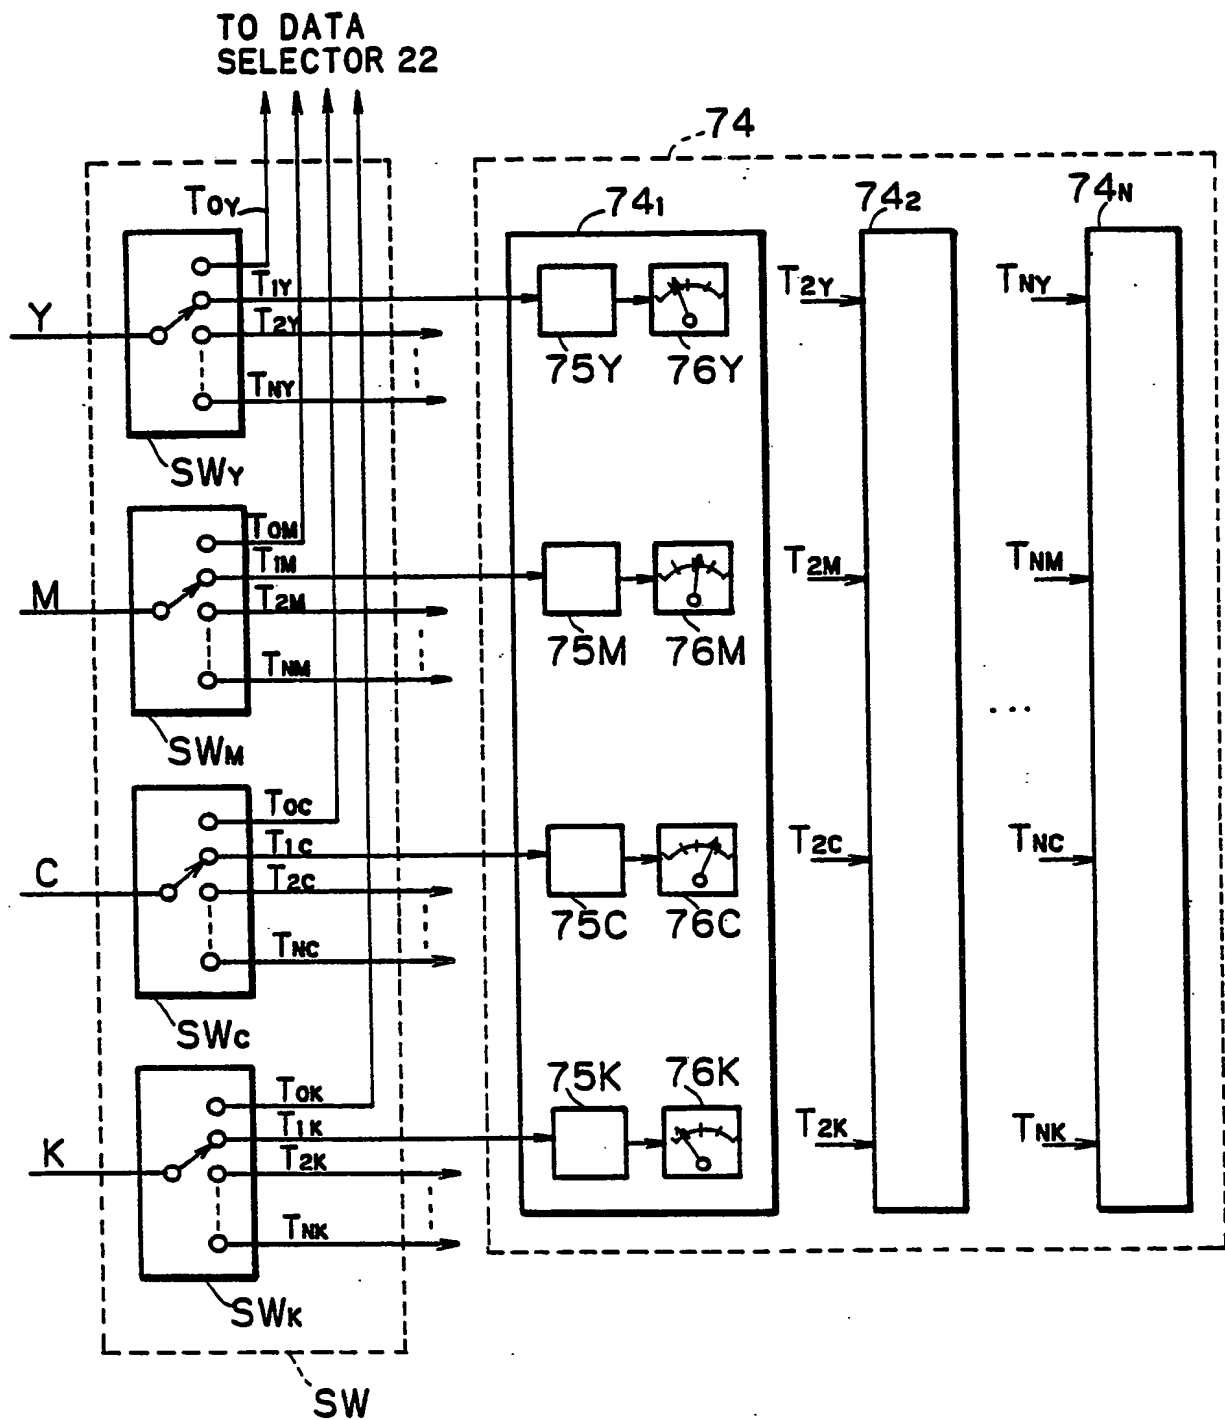 TO DATA
SELECTOR 22
74
T0Y
74₁
74₂
74N
Y
T1Y
T2Y
TNY
SWY
75Y
76Y
T2Y
TNY
M
T0M
T1M
T2M
TNM
SWM
75M
76M
T2M
TNM
...
C
T0C
T1C
T2C
TNC
SWC
75C
76C
T2C
TNC
K
T0K
T1K
T2K
TNK
SWK
75K
76K
T2K
TNK
SW